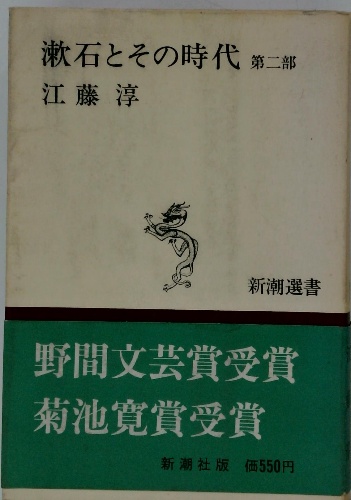 漱石とその時代 第二部
江藤淳
新潮選書
野間文芸賞受賞
菊池寛賞受賞
新潮社版 価550円